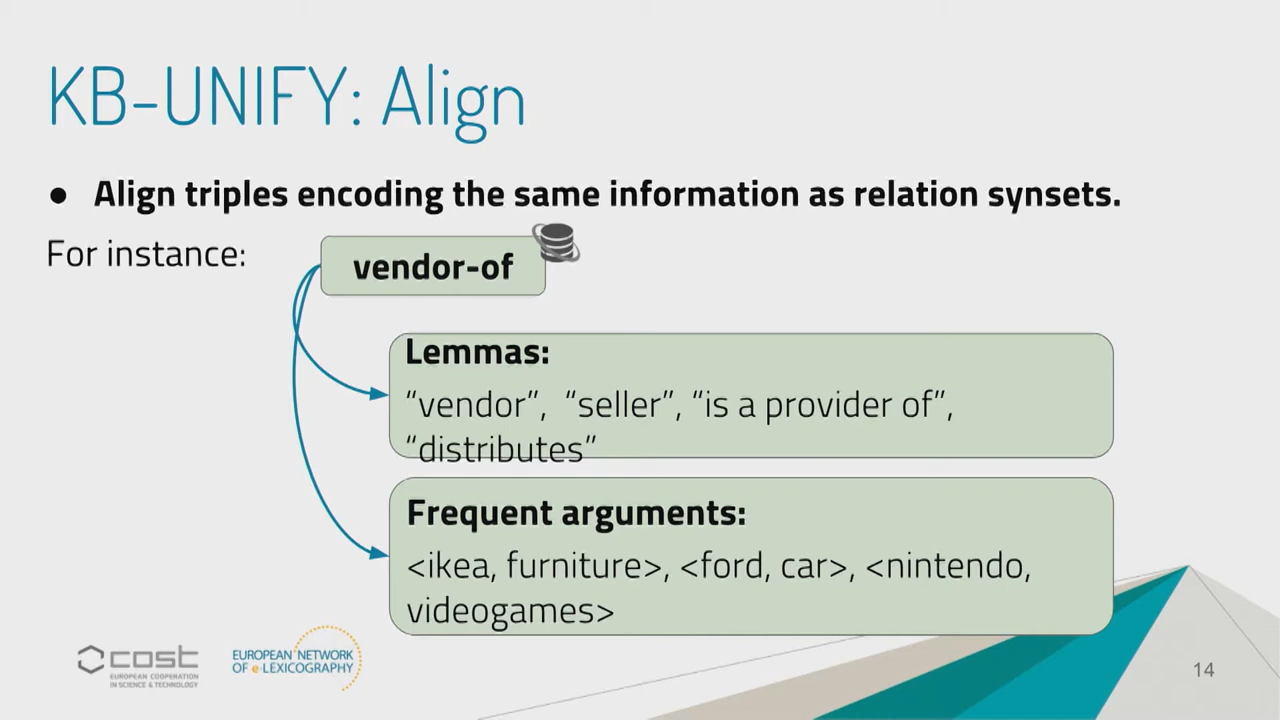 KB-UNIFY: Align
● Align triples encoding the same information as relation synsets.
For instance:
vendor-of
Lemmas:
“vendor”, “seller”, “is a provider of”,
“distributes”
Frequent arguments:
<ikea, furniture>, <ford, car>, <nintendo,
videogames>
cost
EUROPEAN COOPERATION
IN SCIENCE & TECHNOLOGY
EUROPEAN NETWORK
OF e-LEXICOGRAPHY
14